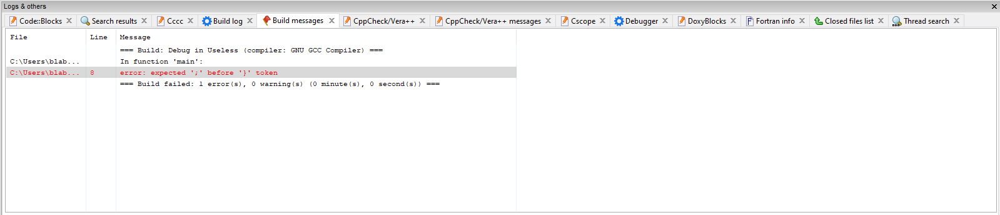 Logs & others
Code::Blocks Search results Cccc Build log Build messages CppCheck/Vera++ CppCheck/Vera++ messages Cscope Debugger DoxyBlocks Fortran info Closed files list Thread search
File Line Message
=== Build: Debug in Useless (compiler: GNU GCC Compiler) ===
C:\Users\blab... In function 'main':
C:\Users\blab... 8 error: expected ';' before '}' token
=== Build failed: 1 error(s), 0 warning(s) (0 minute(s), 0 second(s)) ===